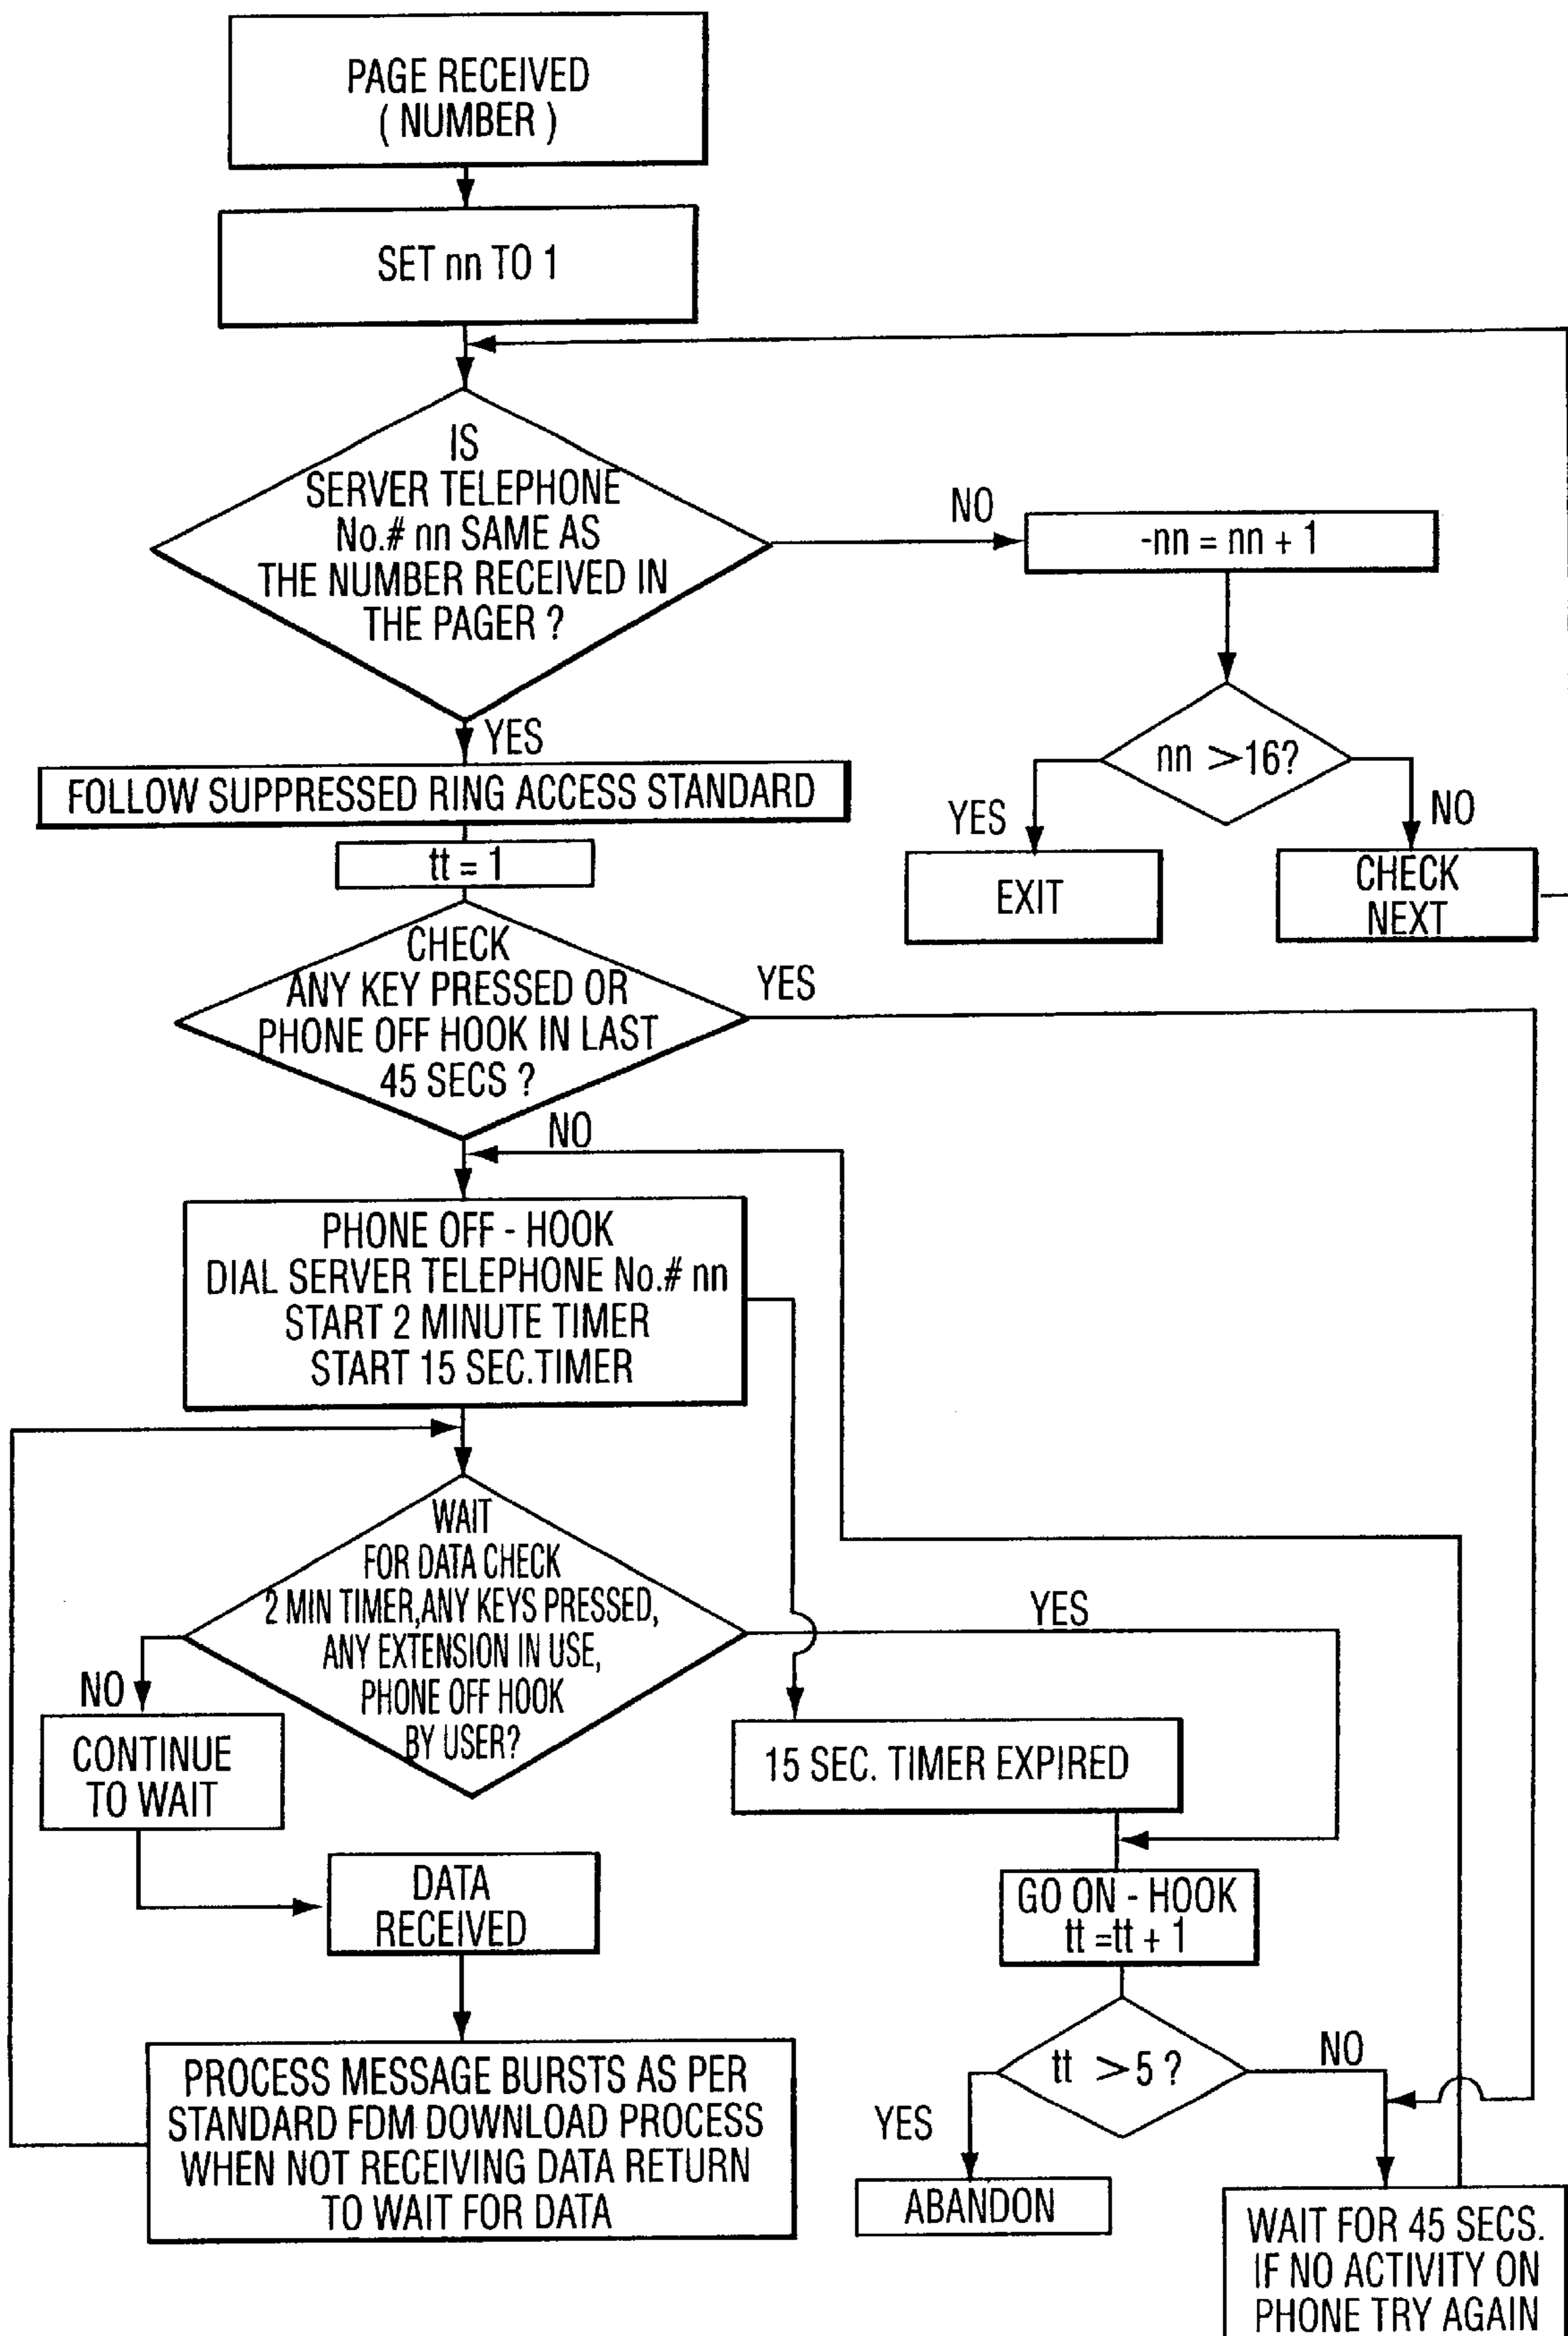 PAGE RECEIVED
( NUMBER )
SET nn TO 1
IS
SERVER TELEPHONE
No.# nn SAME AS
THE NUMBER RECEIVED IN
THE PAGER ?
NO
-nn = nn + 1
nn >16?
YES
NO
EXIT
CHECK
NEXT
YES
FOLLOW SUPPRESSED RING ACCESS STANDARD
tt = 1
CHECK
ANY KEY PRESSED OR
PHONE OFF HOOK IN LAST
45 SECS ?
YES
NO
PHONE OFF - HOOK
DIAL SERVER TELEPHONE No.# nn
START 2 MINUTE TIMER
START 15 SEC.TIMER
WAIT
FOR DATA CHECK
2 MIN TIMER,ANY KEYS PRESSED,
ANY EXTENSION IN USE,
PHONE OFF HOOK
BY USER?
YES
NO
CONTINUE
TO WAIT
15 SEC. TIMER EXPIRED
DATA
RECEIVED
GO ON - HOOK
tt =tt + 1
PROCESS MESSAGE BURSTS AS PER
STANDARD FDM DOWNLOAD PROCESS
WHEN NOT RECEIVING DATA RETURN
TO WAIT FOR DATA
tt >5 ?
NO
YES
ABANDON
WAIT FOR 45 SECS.
IF NO ACTIVITY ON
PHONE TRY AGAIN